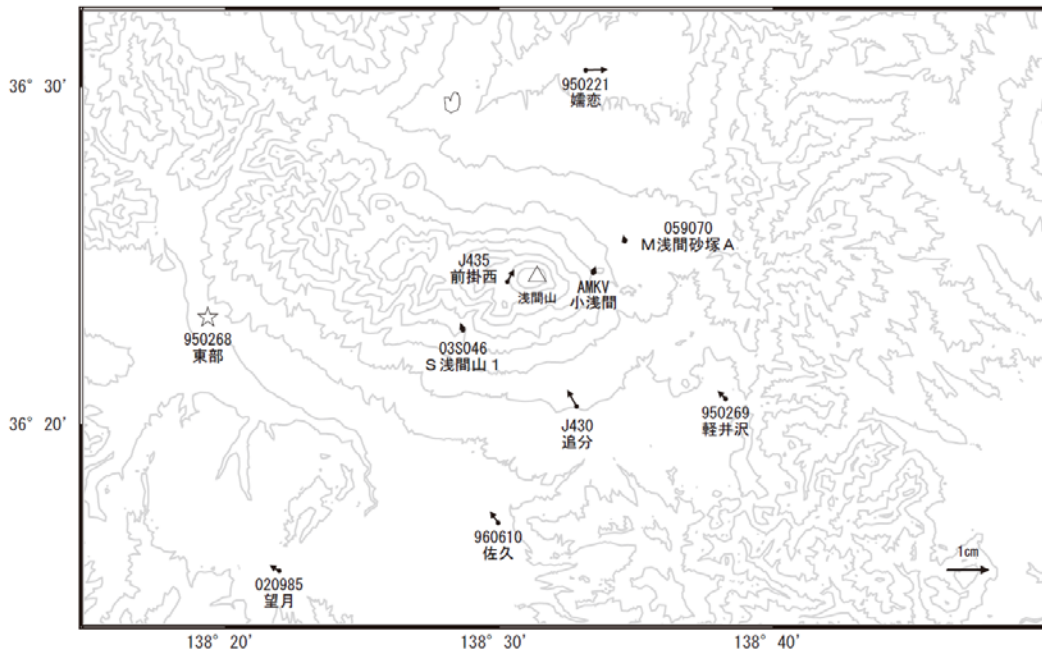 36° 30'
950221
嬬恋
059070
M浅間砂塚A
J435
前掛西
浅間山
AMKV
小浅間
950268
東部
03S046
S浅間山1
36° 20'
J430
追分
950269
軽井沢
960610
佐久
020985
望月
1cm
138° 20'
138° 30'
138° 40'